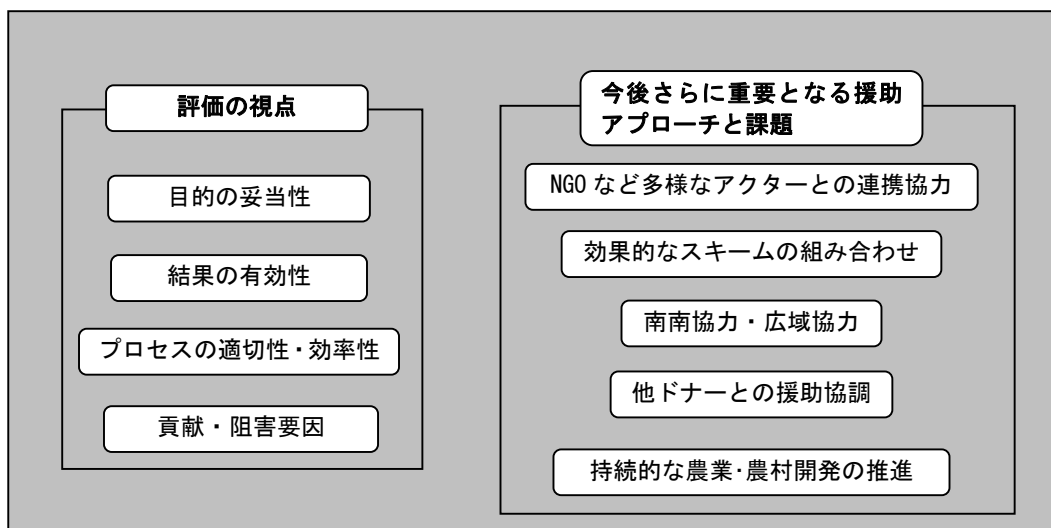 評価の視点
目的の妥当性
結果の有効性
プロセスの適切性・効率性
貢献・阻害要因
今後さらに重要となる援助
アプローチと課題
NGO など多様なアクターとの連携協力
効果的なスキームの組み合わせ
南南協力・広域協力
他ドナーとの援助協調
持続的な農業・農村開発の推進